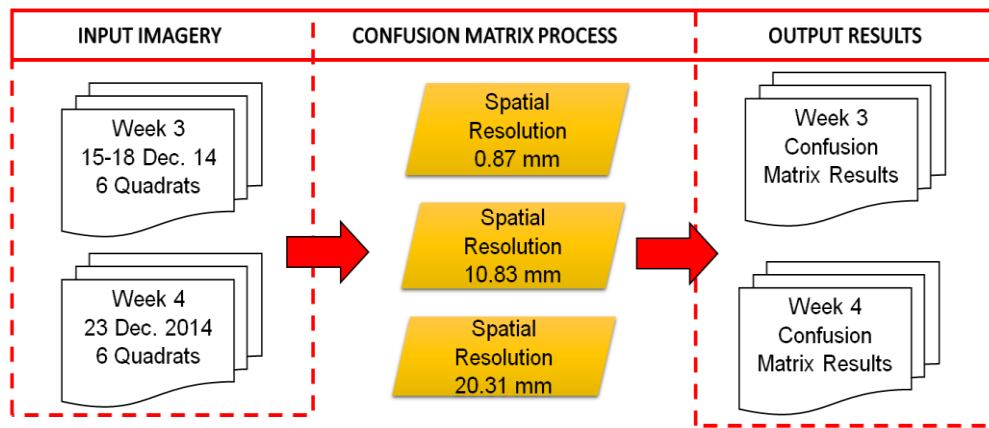 INPUT IMAGERY
CONFUSION MATRIX PROCESS
OUTPUT RESULTS
Week 3
15-18 Dec. 14
6 Quadrats
Week 4
23 Dec. 2014
6 Quadrats
Spatial
Resolution
0.87 mm
Spatial
Resolution
10.83 mm
Spatial
Resolution
20.31 mm
Week 3
Confusion
Matrix Results
Week 4
Confusion
Matrix Results